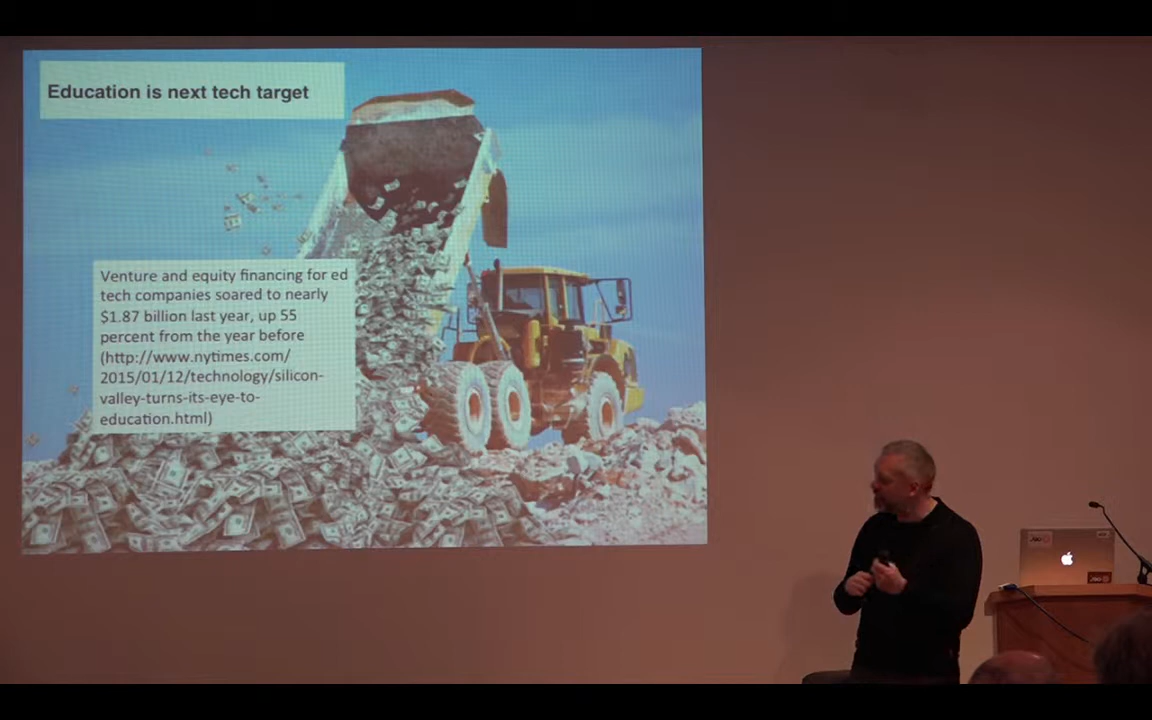 Education is next tech target
Venture and equity financing for ed
tech companies soared to nearly
$1.87 billion last year, up 55
percent from the year before
(http://www.nytimes.com/
2015/01/12/technology/silicon-
valley-turns-its-eye-to-
education.html)